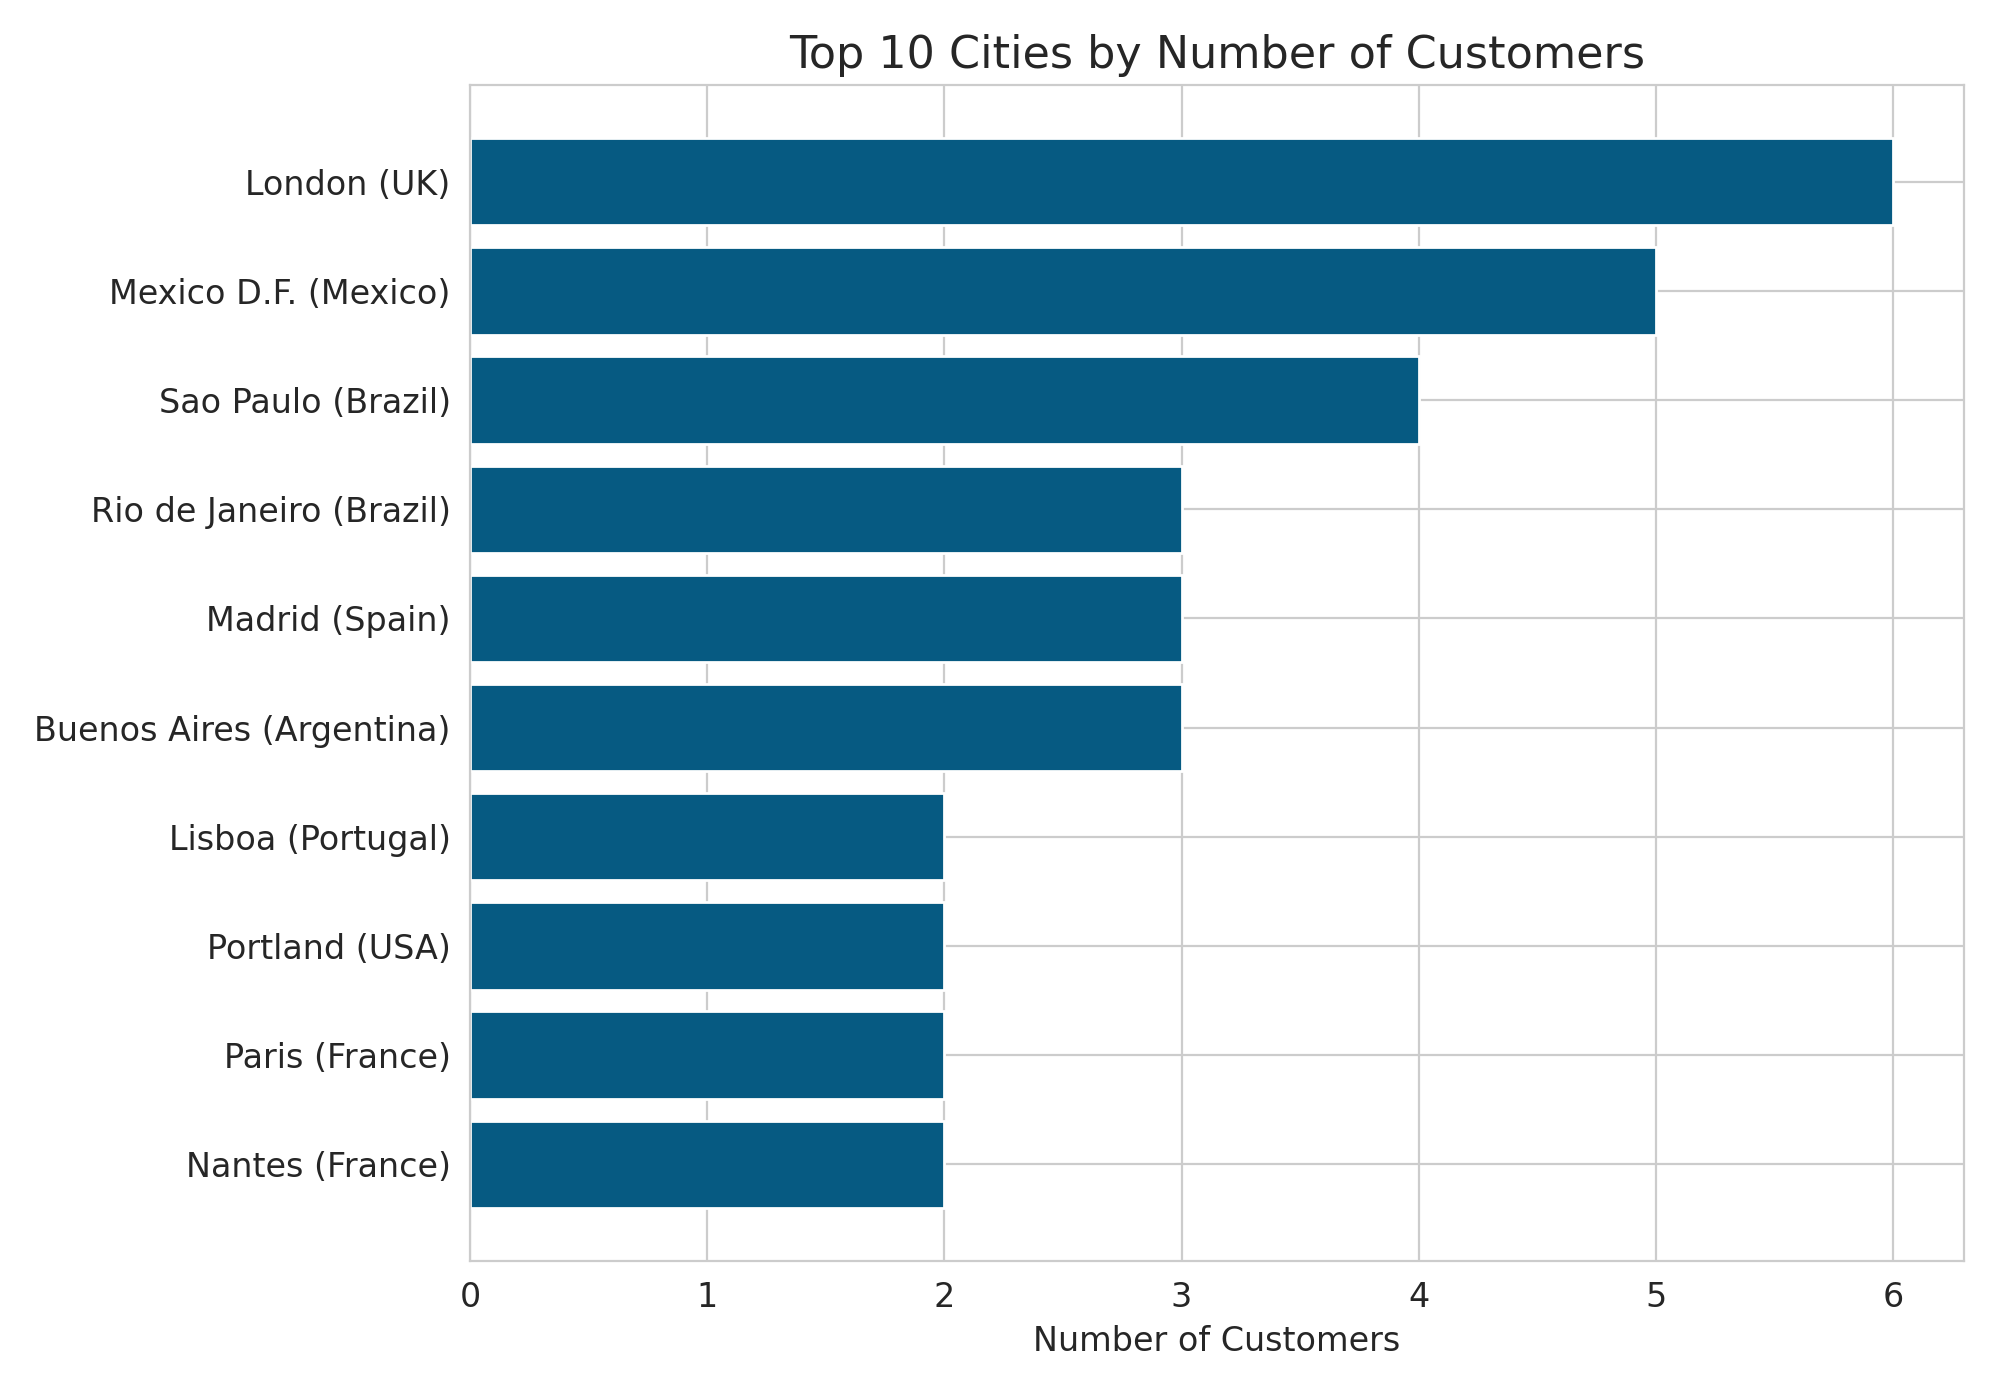 Top 10 Cities by Number of Customers
London (UK)
Mexico D.F. (Mexico)
Sao Paulo (Brazil)
Rio de Janeiro (Brazil)
Madrid (Spain)
Buenos Aires (Argentina)
Lisboa (Portugal)
Portland (USA)
Paris (France)
Nantes (France)
0 1 2 3 4 5 6
Number of Customers